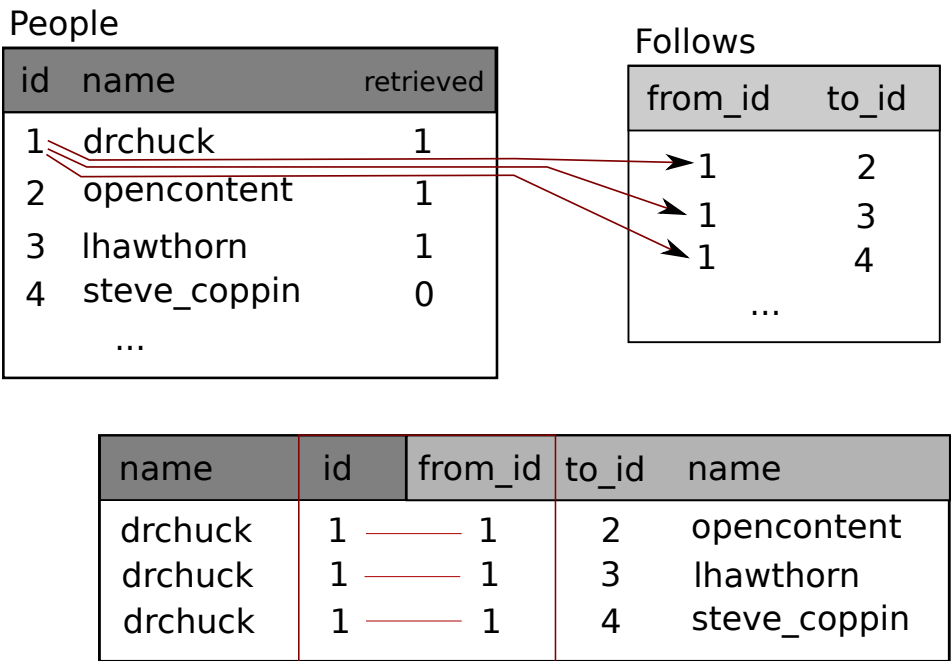 People
id name retrieved
1 drchuck 1
2 opencontent 1
3 lhawthorn 1
4 steve_coppin 0
...
Follows
from_id to_id
1 2
1 3
1 4
...
name id from_id to_id name
drchuck 1 1 2 opencontent
drchuck 1 1 3 lhawthorn
drchuck 1 1 4 steve_coppin